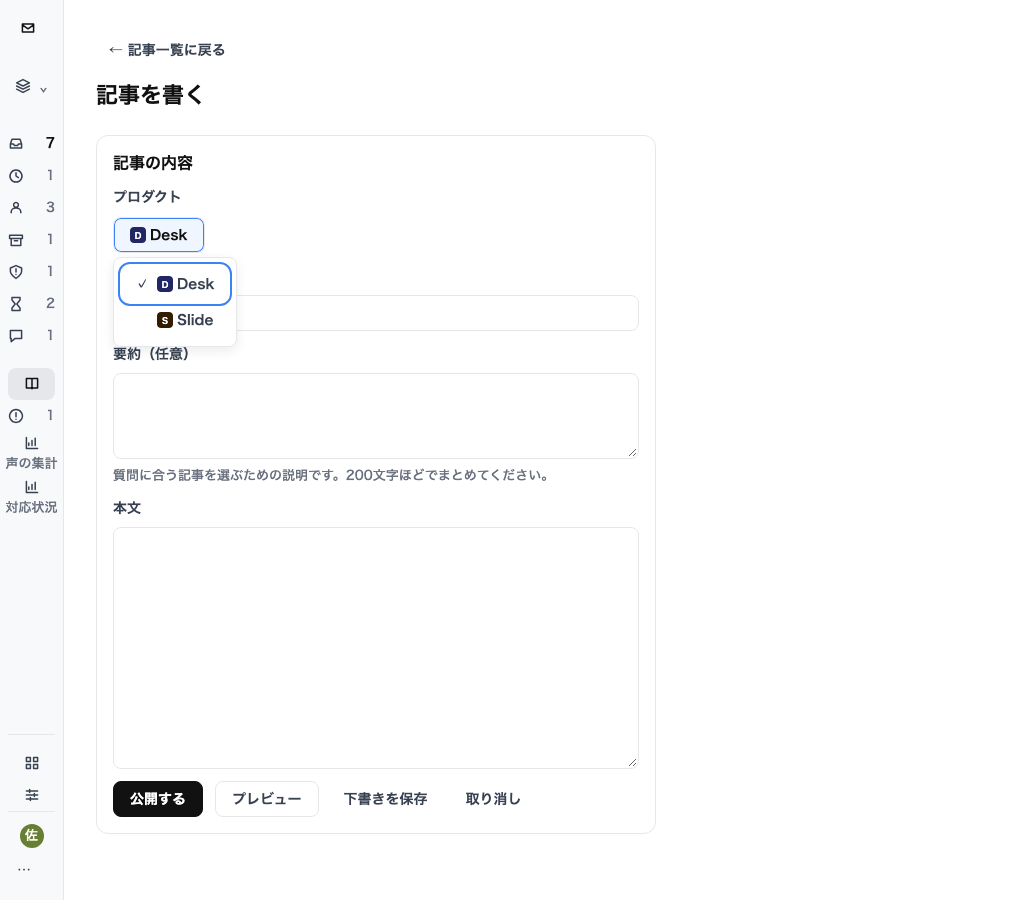 ← 記事一覧に戻る
記事を書く
記事の内容
プロダクト
D Desk
✓ D Desk
S Slide
要約（任意）
質問に合う記事を選ぶための説明です。200文字ほどでまとめてください。
本文
公開する
プレビュー
下書きを保存
取り消し
7
1
3
1
1
2
1
1
声の集計
対応状況
佐
…